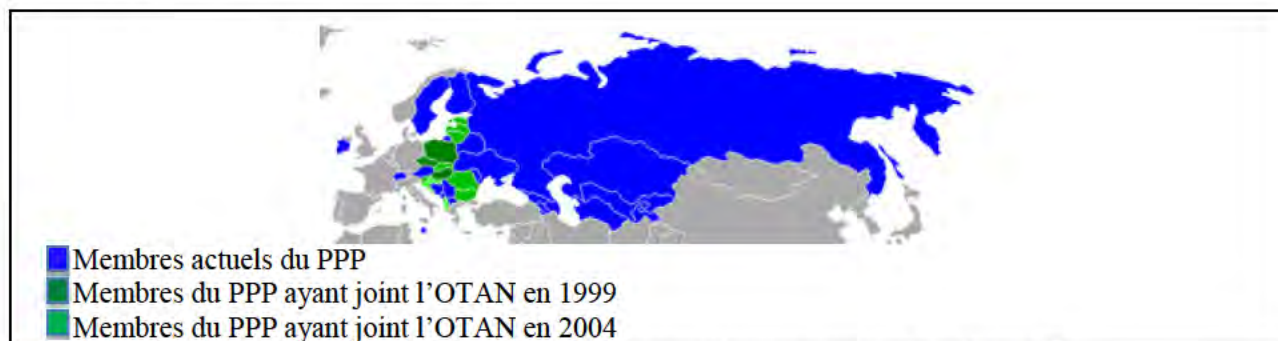 Membres actuels du PPP
Membres du PPP ayant joint l’OTAN en 1999
Membres du PPP ayant joint l’OTAN en 2004